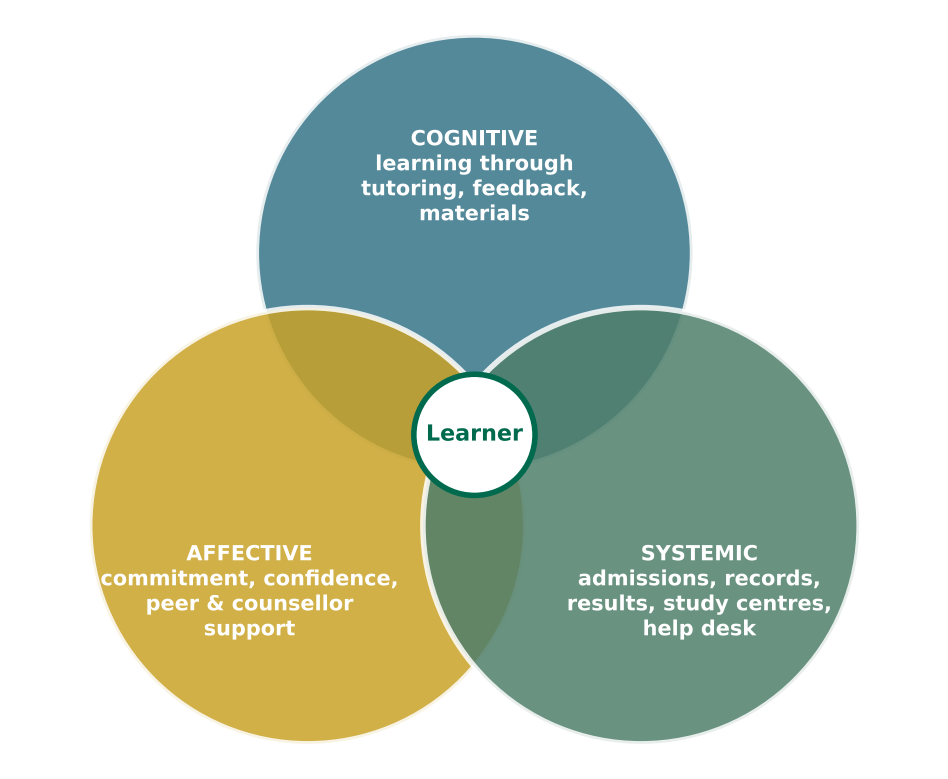 COGNITIVE
learning through
tutoring, feedback,
materials
Learner
AFFECTIVE
commitment, confidence,
peer & counsellor
support
SYSTEMIC
admissions, records,
results, study centres,
help desk